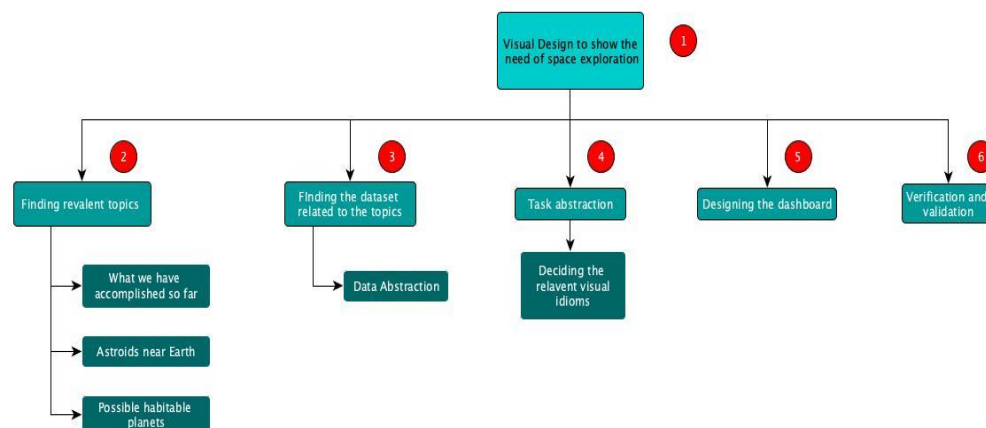 Visual Design to show the
need of space exploration
1
2
3
4
5
6
Finding revalent topics
FInding the dataset
related to the topics
Task abstraction
Designing the dashboard
Verification and
validation
What we have
accomplished so far
Data Abstraction
Deciding the
relavent visual
idioms
Astroids near Earth
Possible habitable
planets